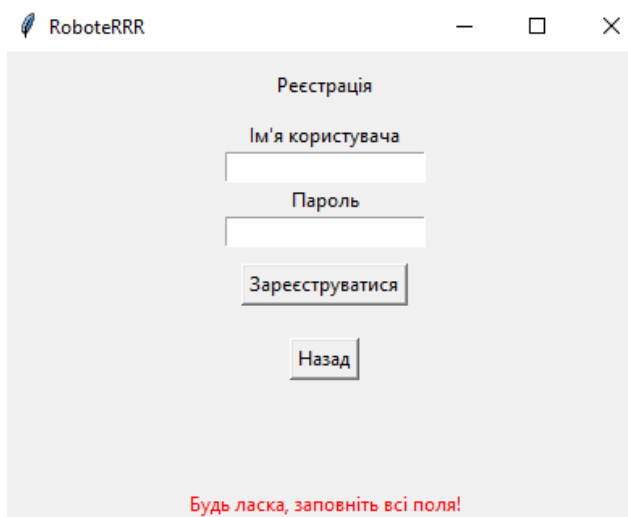 RoboteRRR
Реєстрація
Ім'я користувача
Пароль
Зареєструватися
Назад
Будь ласка, заповніть всі поля!